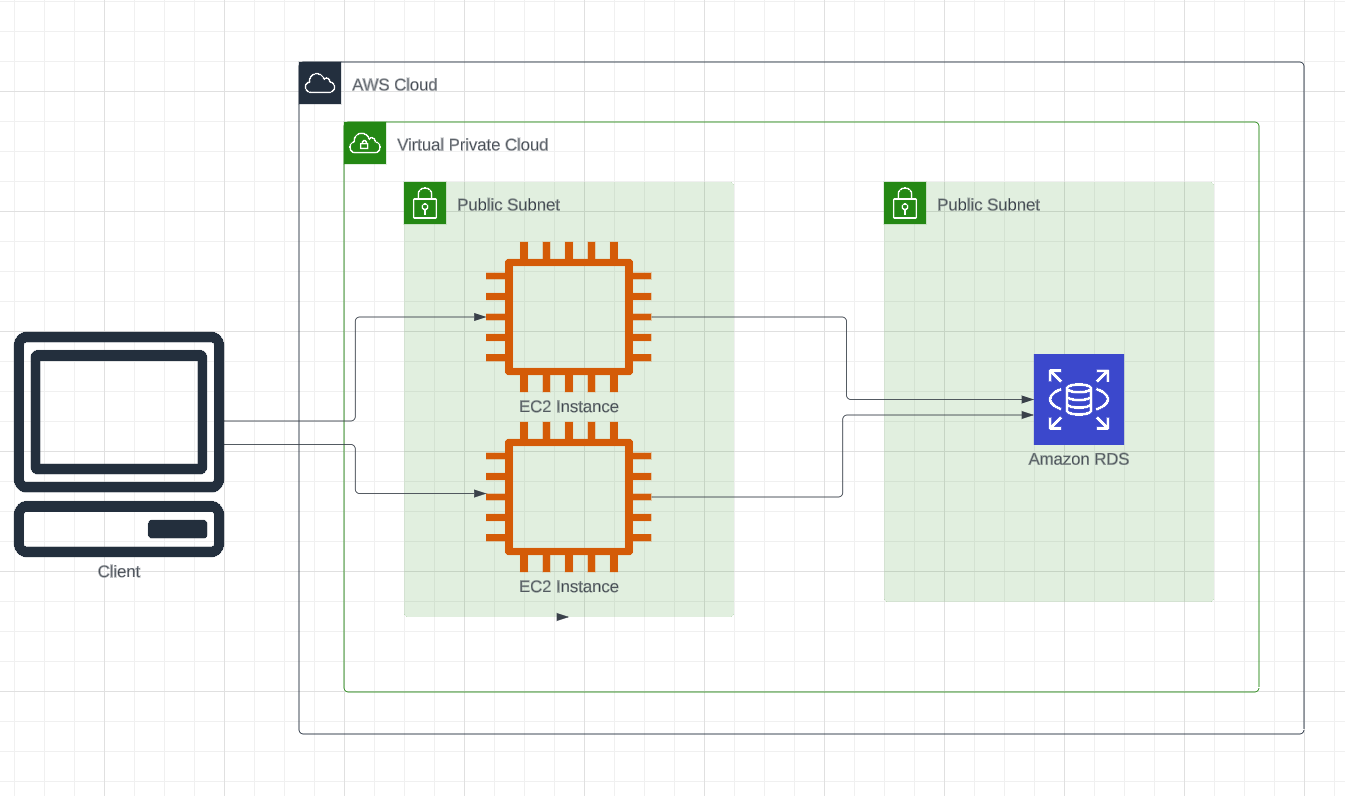 AWS Cloud
Virtual Private Cloud
Public Subnet
Public Subnet
EC2 Instance
Amazon RDS
EC2 Instance
Client